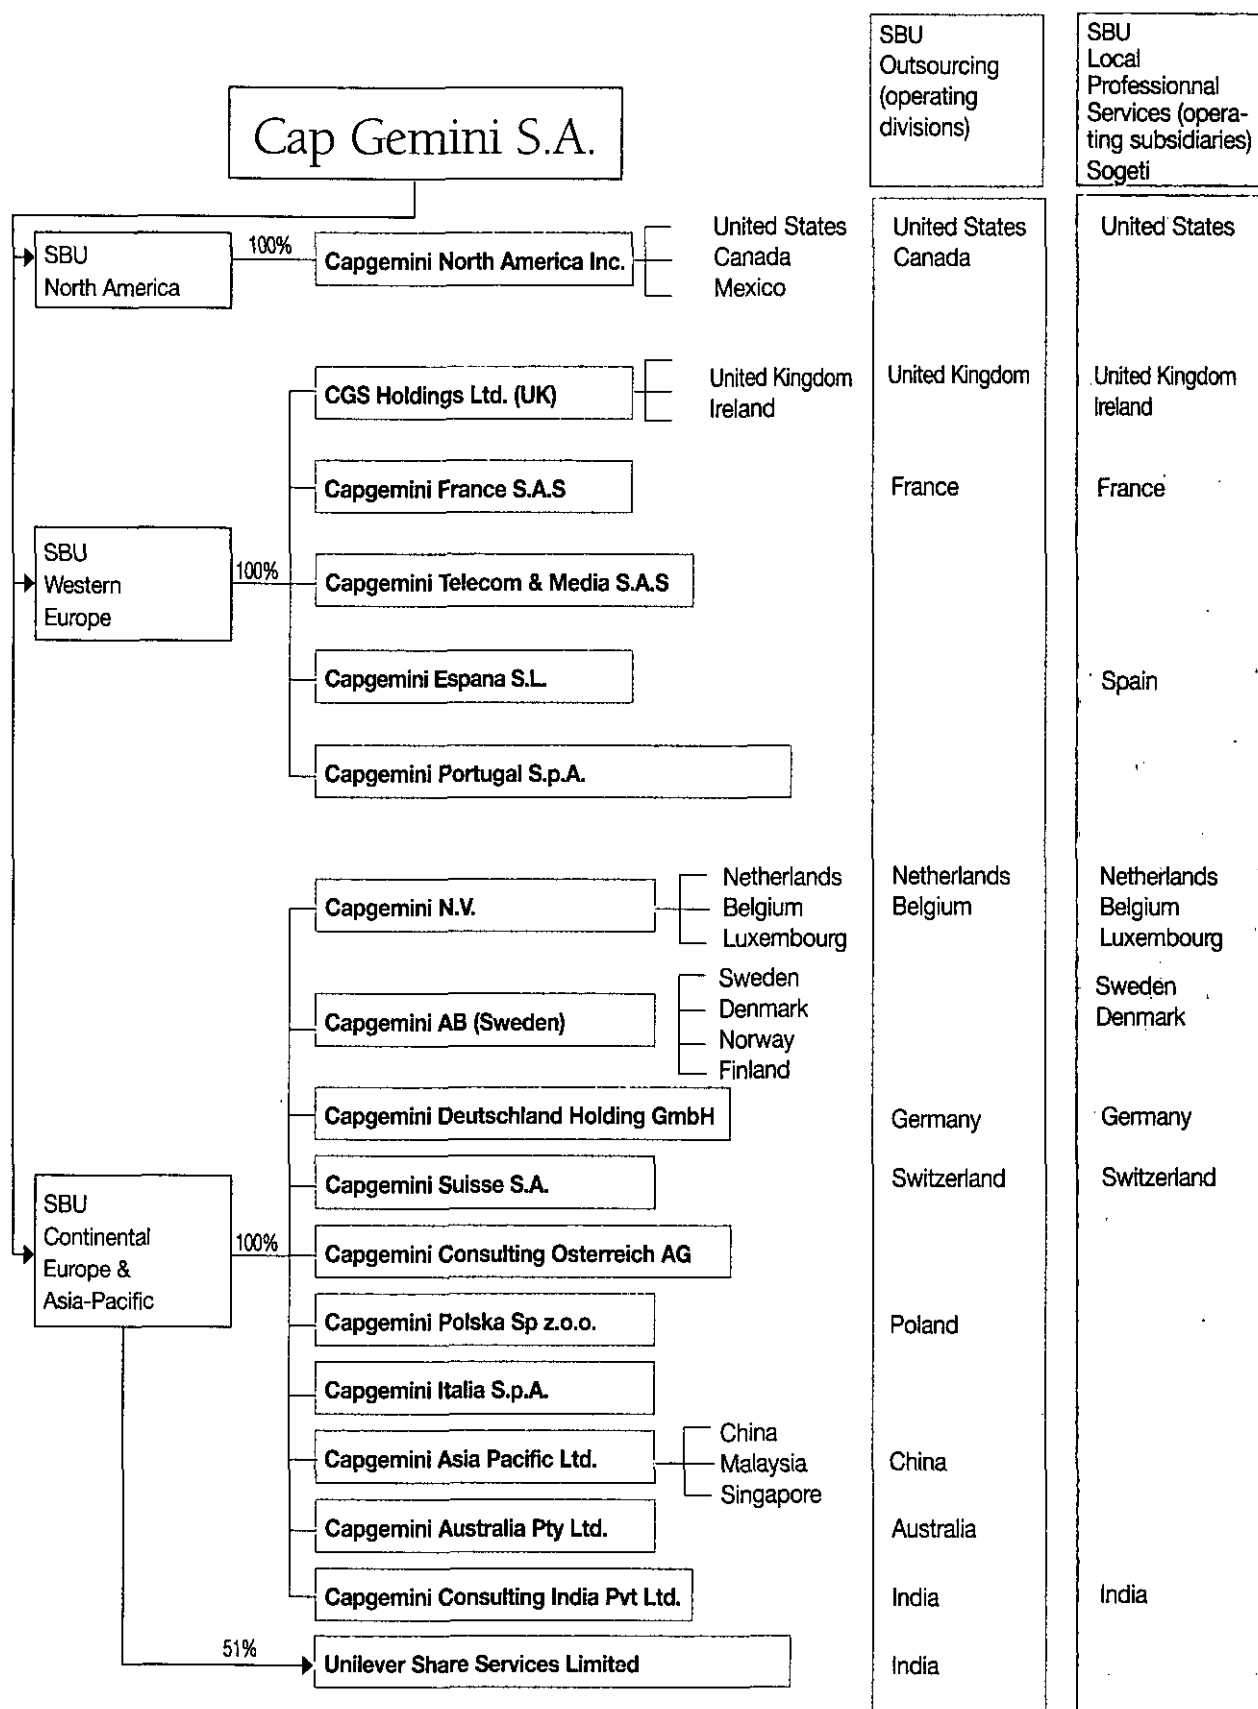 SBU
Outsourcing
(operating
divisions)
SBU
Local
Professionnal
Services (opera-
ting subsidiaries)
Sogeti
Cap Gemini S.A.
SBU
North America
100%
Capgemini North America Inc.
United States
Canada
Mexico
United States
Canada
United States
SBU
Western
Europe
100%
CGS Holdings Ltd. (UK)
United Kingdom
Ireland
United Kingdom
United Kingdom
Ireland
Capgemini France S.A.S
France
France
Capgemini Telecom & Media S.A.S
Capgemini Espana S.L.
Spain
Capgemini Portugal S.p.A.
SBU
Continental
Europe &
Asia-Pacific
100%
Capgemini N.V.
Netherlands
Belgium
Luxembourg
Netherlands
Belgium
Netherlands
Belgium
Luxembourg
Capgemini AB (Sweden)
Sweden
Denmark
Norway
Finland
Sweden
Denmark
Capgemini Deutschland Holding GmbH
Germany
Germany
Capgemini Suisse S.A.
Switzerland
Switzerland
Capgemini Consulting Osterreich AG
Capgemini Polska Sp z.o.o.
Poland
Capgemini Italia S.p.A.
Capgemini Asia Pacific Ltd.
China
Malaysia
Singapore
China
Capgemini Australia Pty Ltd.
Australia
Capgemini Consulting India Pvt Ltd.
India
India
51%
Unilever Share Services Limited
India